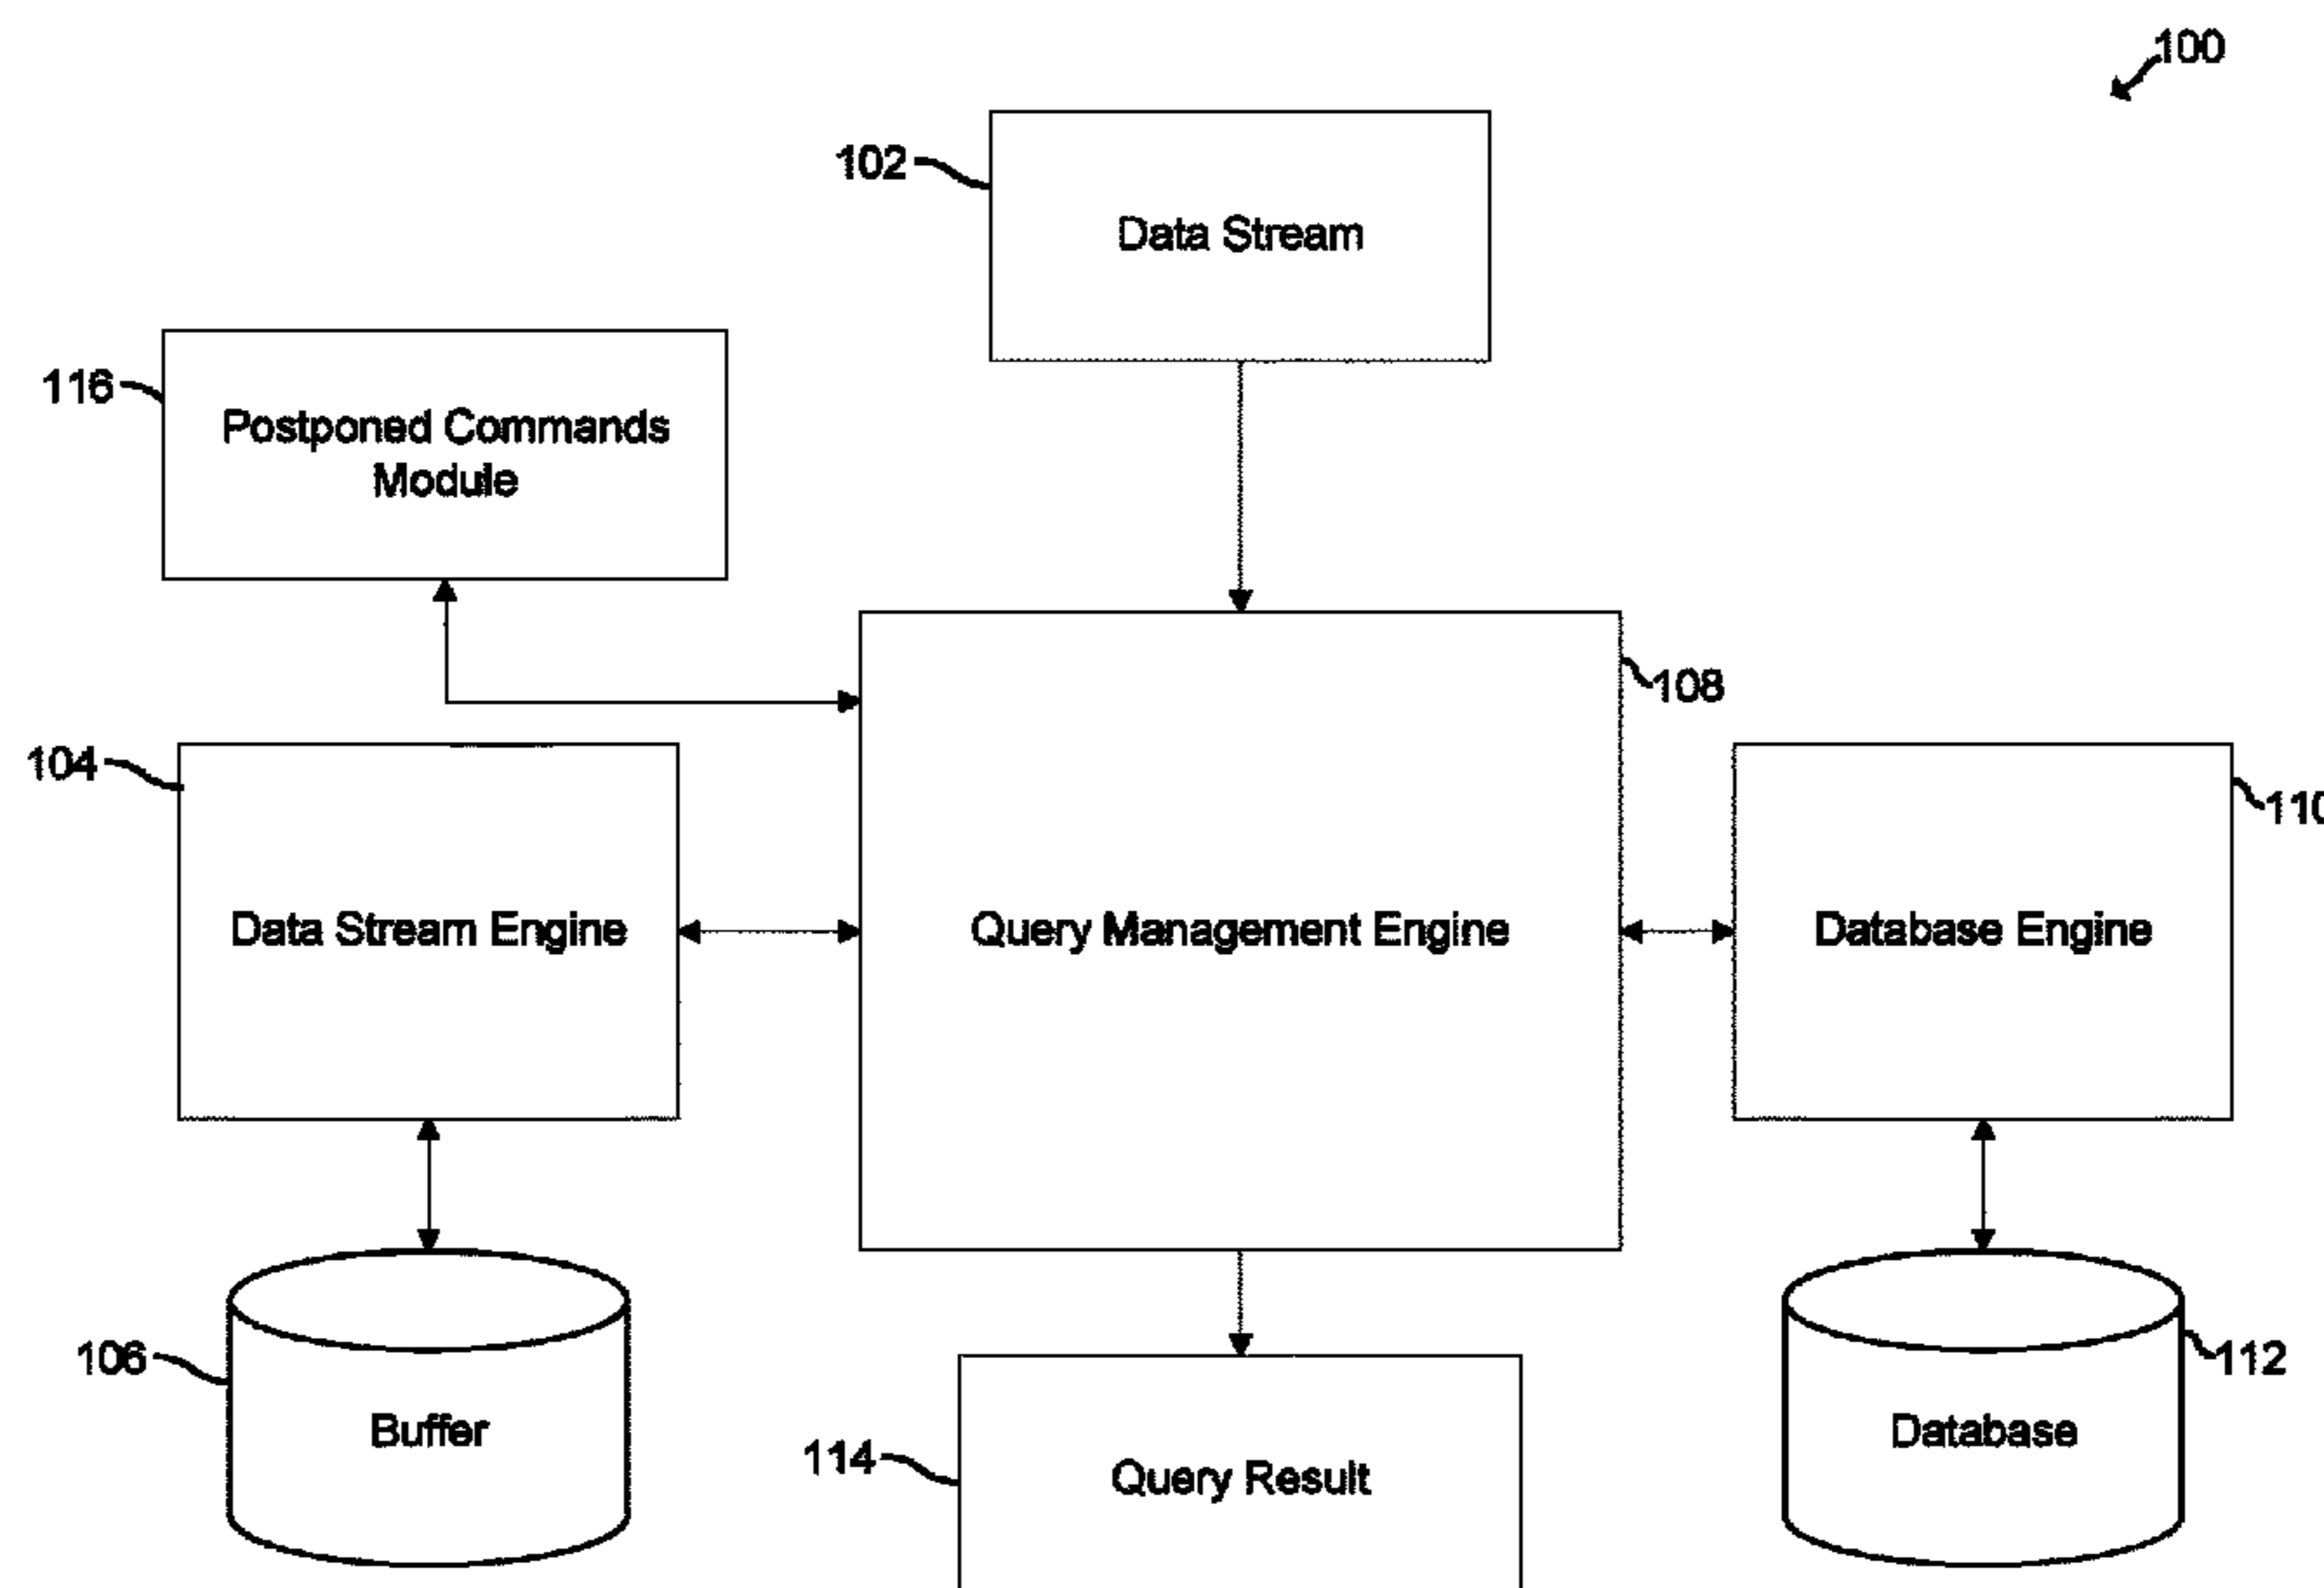 100
102
Data Stream
116
Postponed Commands
Module
108
104
110
Data Stream Engine
Query Management Engine
Database Engine
106
112
Buffer
Database
114
Query Result